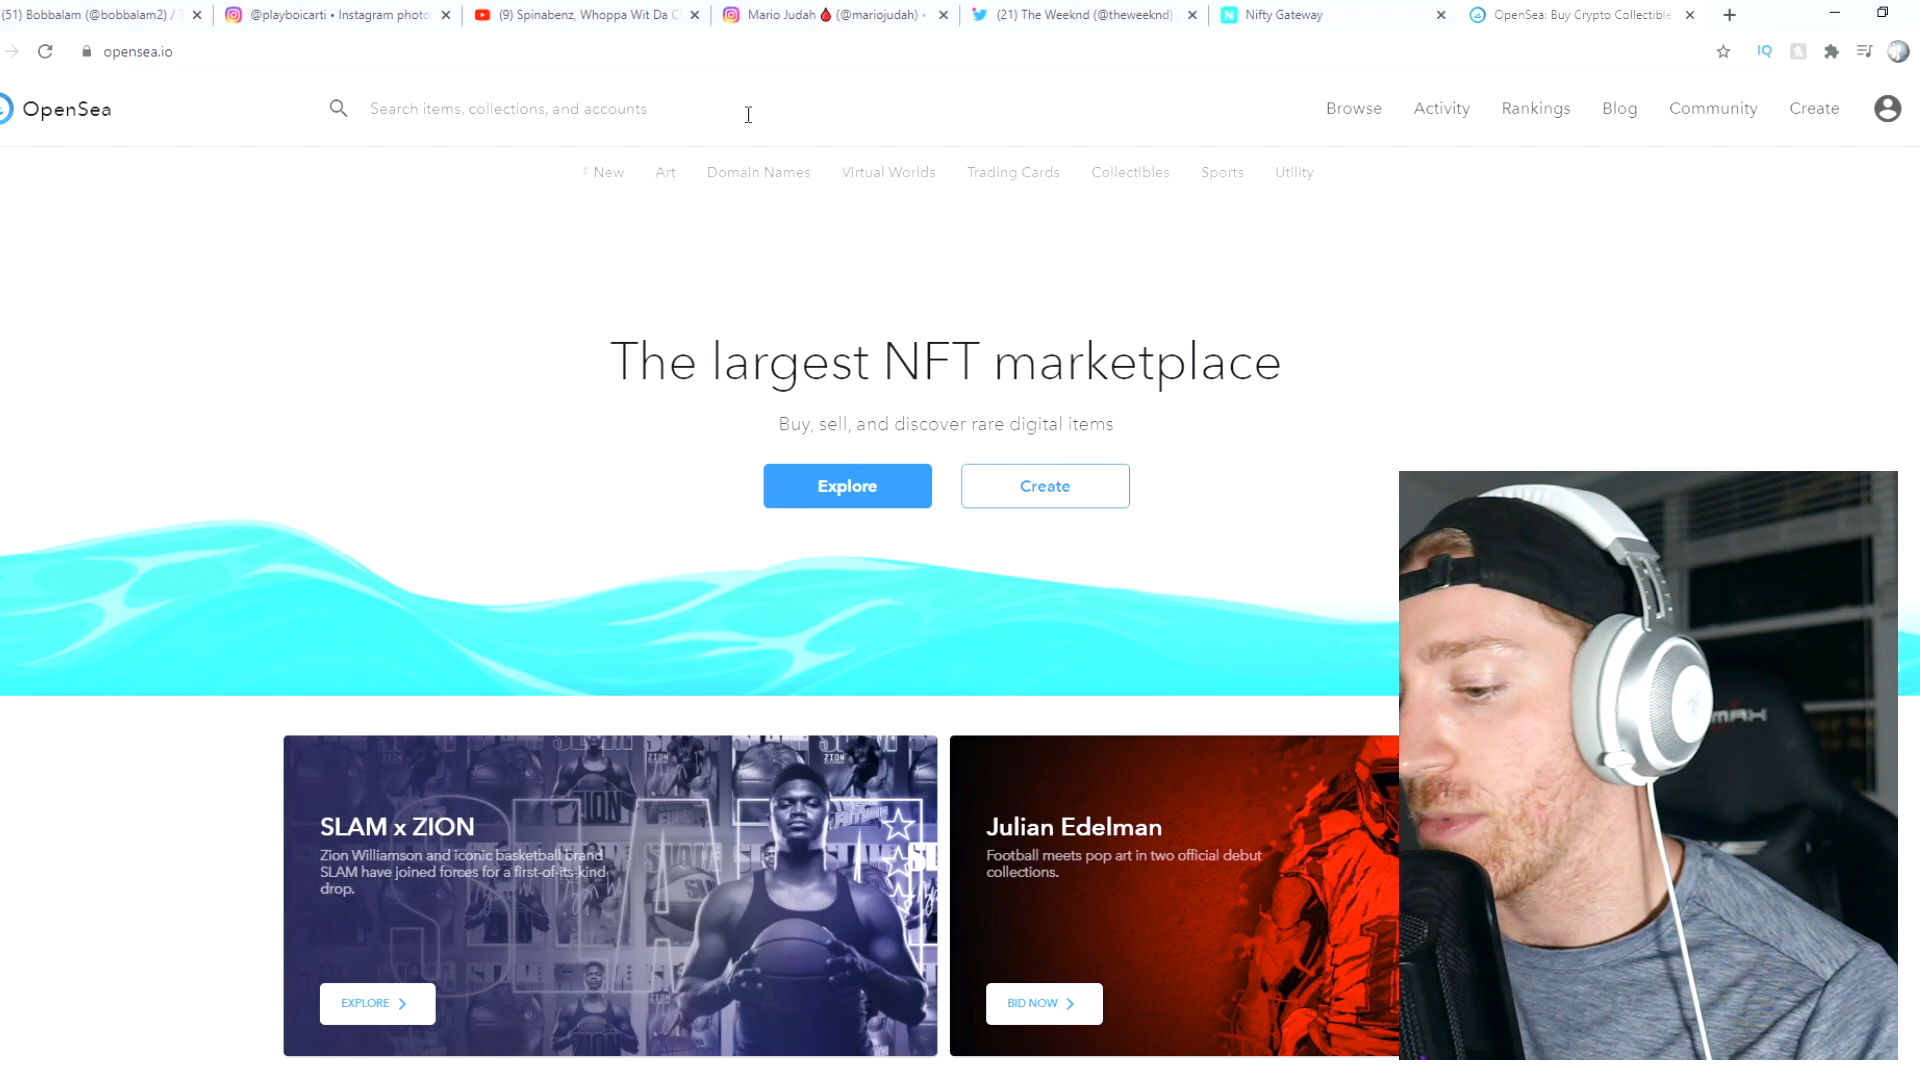 (51) Bobbalam (@bobbalam2) / T
@playboicarti • Instagram photo
(9) Spinabenz, Whoppa Wit Da C
Mario Judah 🩸 (@mariojudah) •
(21) The Weeknd (@theweeknd)
Nifty Gateway
OpenSea: Buy Crypto Collectible
opensea.io
IQ
OpenSea
Search items, collections, and accounts
Browse
Activity
Rankings
Blog
Community
Create
New
Art
Domain Names
Virtual Worlds
Trading Cards
Collectibles
Sports
Utility
The largest NFT marketplace
Buy, sell, and discover rare digital items
Explore
Create
SLAM x ZION
Zion Williamson and iconic basketball brand
SLAM have joined forces for a first-of-its-kind
drop.
EXPLORE
Julian Edelman
Football meets pop art in two official debut
collections.
BID NOW